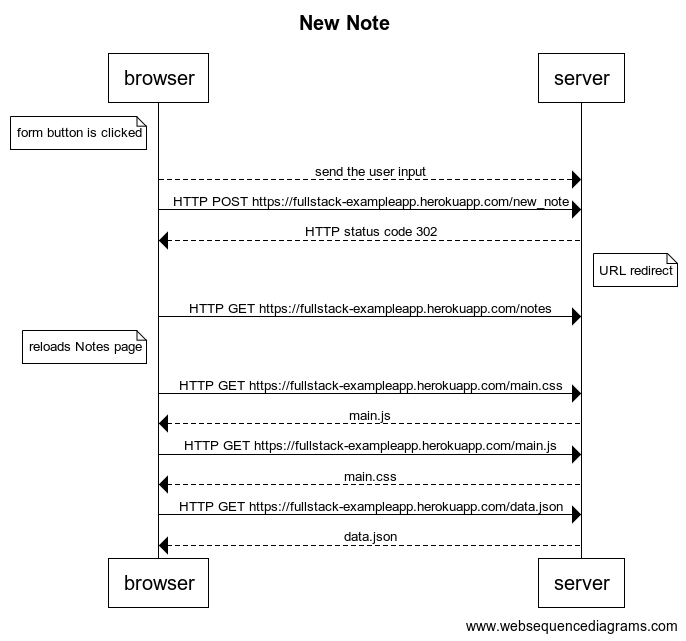 New Note
browser
server
form button is clicked
send the user input
HTTP POST https://fullstack-exampleapp.herokuapp.com/new_note
HTTP status code 302
URL redirect
HTTP GET https://fullstack-exampleapp.herokuapp.com/notes
reloads Notes page
HTTP GET https://fullstack-exampleapp.herokuapp.com/main.css
main.js
HTTP GET https://fullstack-exampleapp.herokuapp.com/main.js
main.css
HTTP GET https://fullstack-exampleapp.herokuapp.com/data.json
data.json
browser
server
www.websequencediagrams.com